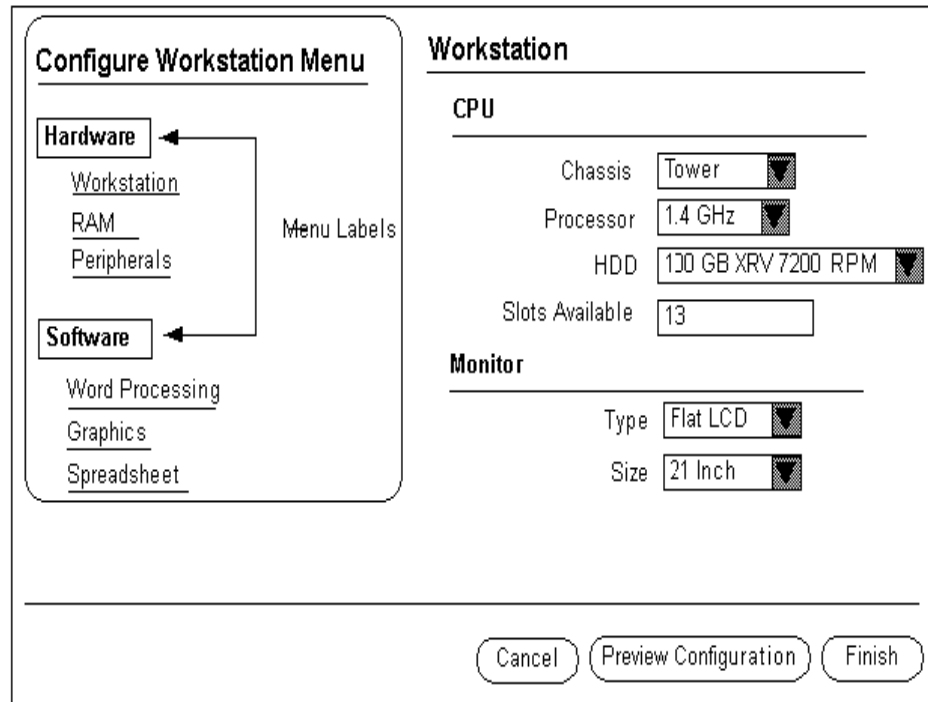 Configure Workstation Menu
Hardware
Workstation
RAM
Peripherals
Menu Labels
Software
Word Processing
Graphics
Spreadsheet
Workstation
CPU
Chassis Tower
Processor 1.4 GHz
HDD 100 GB XRV 7200 RPM
Slots Available 13
Monitor
Type Flat LCD
Size 21 Inch
Cancel Preview Configuration Finish